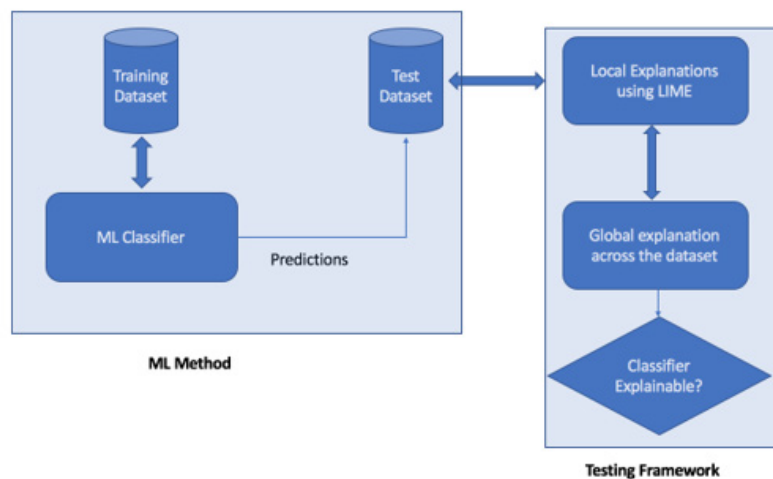 Training
Dataset
Test
Dataset
ML Classifier
Predictions
ML Method
Local Explanations
using LIME
Global explanation
across the dataset
Classifier
Explainable?
Testing Framework